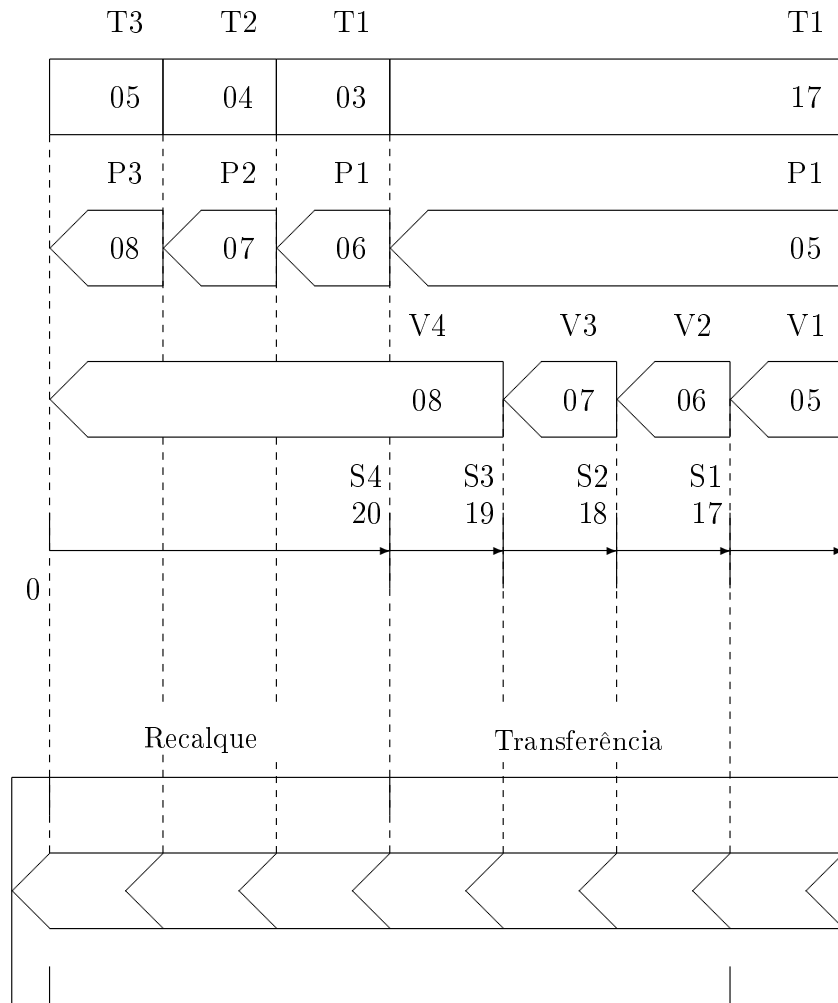 T3 T2 T1 T1
05 04 03 17
P3 P2 P1 P1
08 07 06 05
V4 V3 V2 V1
08 07 06 05
S4 S3 S2 S1
20 19 18 17
0
Recalque Transferência